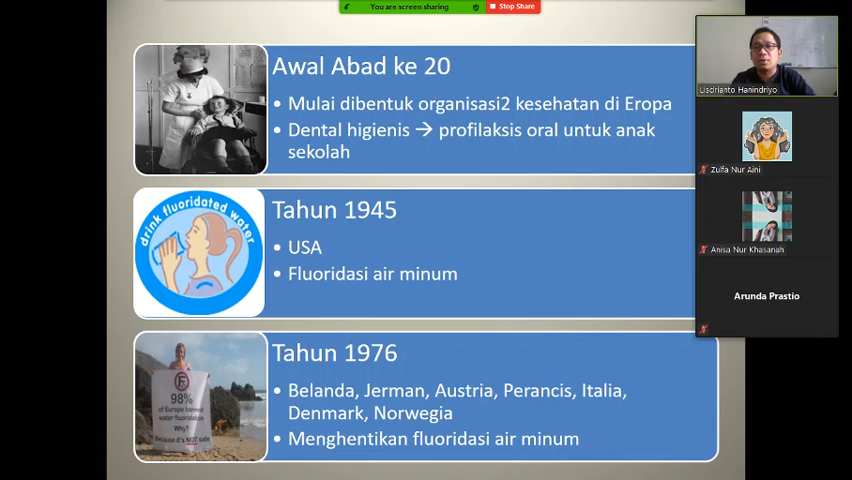 You are screen sharing
Stop Share
Awal Abad ke 20
• Mulai dibentuk organisasi2 kesehatan di Eropa
• Dental higienis → profilaksis oral untuk anak
sekolah
drink fluoridated water
Tahun 1945
• USA
• Fluoridasi air minum
98%
of Europe banned
water fluoridation
Why?
Because it's NOT safe
Tahun 1976
• Belanda, Jerman, Austria, Perancis, Italia,
Denmark, Norwegia
• Menghentikan fluoridasi air minum
Lisdrianto Hanindriyo
Zulfa Nur Aini
Anisa Nur Khasanah
Arunda Prastio